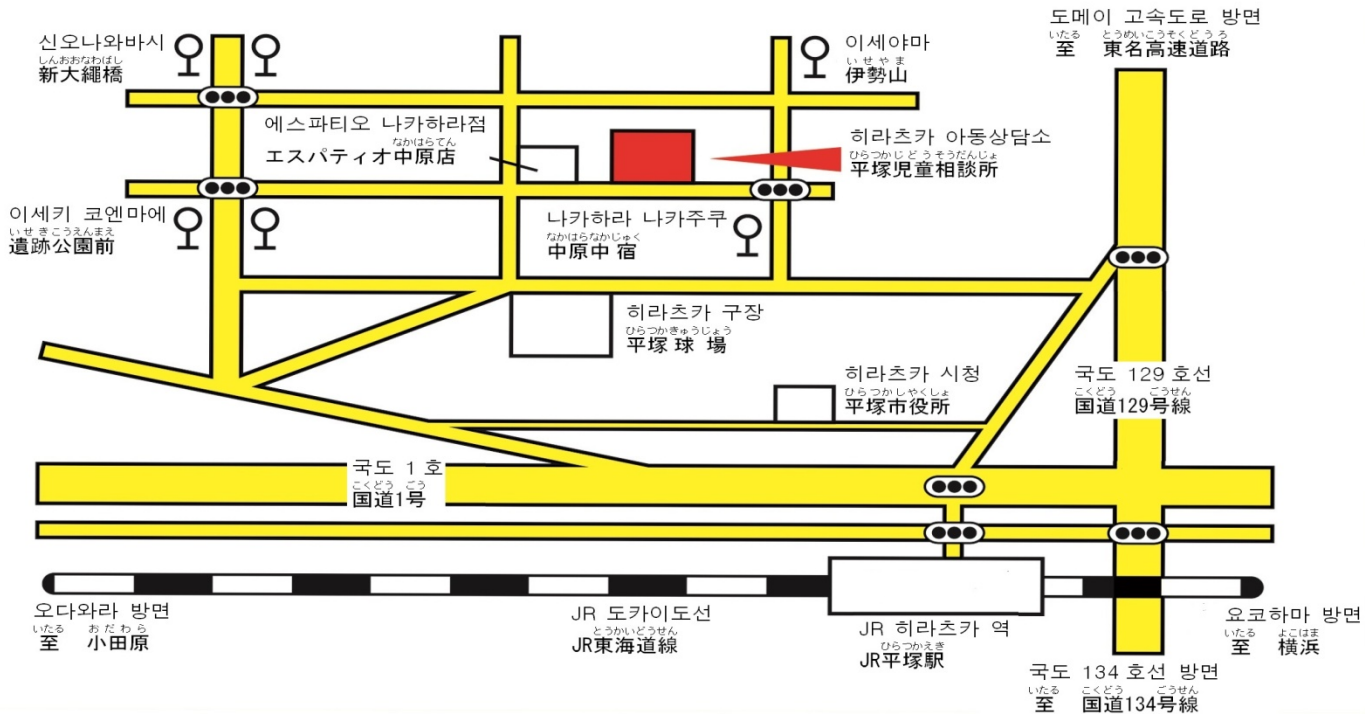 신오나와바시
しんおおなわばし
新大縄橋
이세야마
いせやま
伊勢山
도메이 고속도로 방면
いたる とうめいこうそくどうろ
至 東名高速道路
에스파티오 나카하라점
なかはらてん
エスパティオ中原店
히라츠카 아동상담소
ひらつかじどうそうだんじょ
平塚児童相談所
이세키 코엔마에
いせきこうえんまえ
遺跡公園前
나카하라 나카주쿠
なかはらなかじゅく
中原中宿
히라츠카 구장
ひらつかきゅうじょう
平塚球場
히라츠카 시청
ひらつかしやくしょ
平塚市役所
국도 129 호선
こくどう ごうせん
国道129号線
국도 1 호
こくどう ごう
国道1号
오다와라 방면
いたる おだわら
至 小田原
JR 도카이도선
とうかいどうせん
JR東海道線
JR 히라츠카 역
ひらつかえき
JR平塚駅
요코하마 방면
いたる よこはま
至 横浜
국도 134 호선 방면
いたる こくどう ごうせん
至 国道134号線